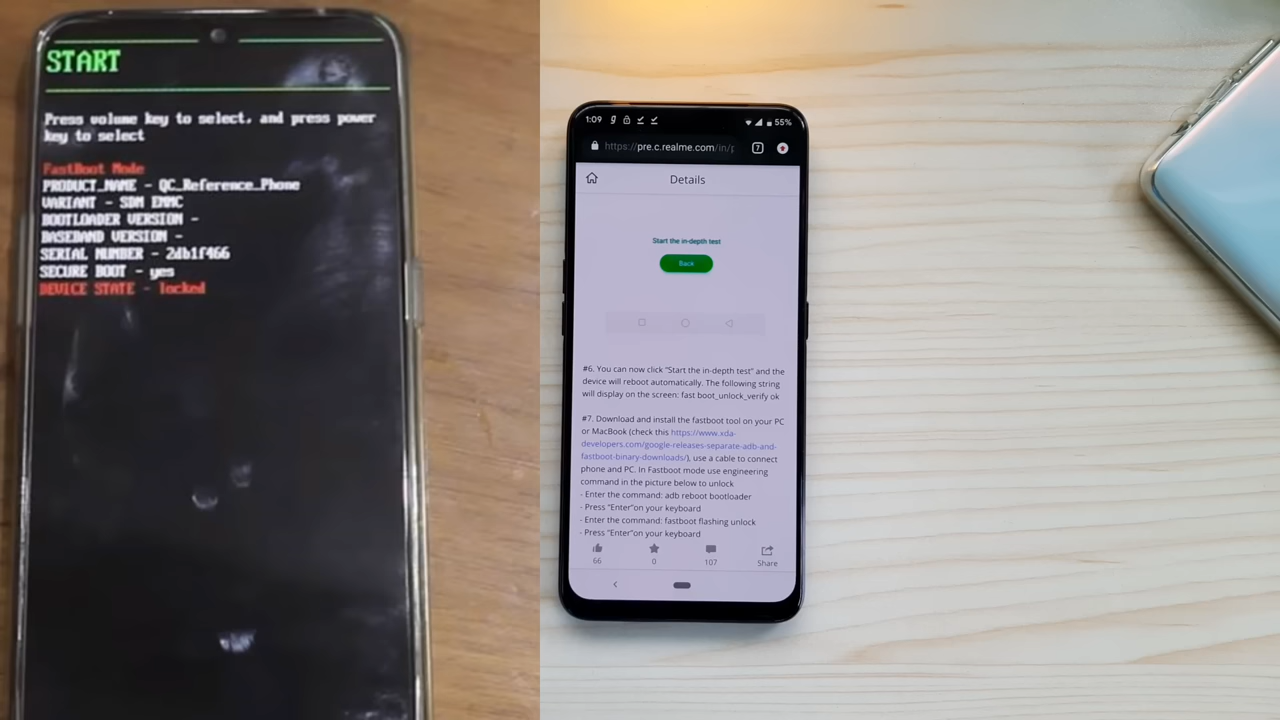 START
Press volume key to select, and press power
key to select
FastBoot Mode
PRODUCT_NAME - QC_Reference_Phone
VARIANT - SDM EMMC
BOOTLOADER VERSION -
BASEBAND VERSION -
SERIAL NUMBER - 2db1f466
SECURE BOOT - yes
DEVICE STATE - locked
1:09
55%
https://pre.c.realme.com/in/p
7
Details
Start the in-depth test
Back
#6. You can now click "Start the in-depth test" and the
device will reboot automatically. The following string
will display on the screen: fast boot_unlock_verify ok
#7. Download and install the fastboot tool on your PC
or MacBook (check this https://www.xda-
developers.com/google-releases-separate-adb-and-
fastboot-binary-downloads/), use a cable to connect
phone and PC. In Fastboot mode use engineering
command in the picture below to unlock
- Enter the command: adb reboot bootloader
- Press "Enter"on your keyboard
- Enter the command: fastboot flashing unlock
- Press "Enter"on your keyboard
66
0
107
Share